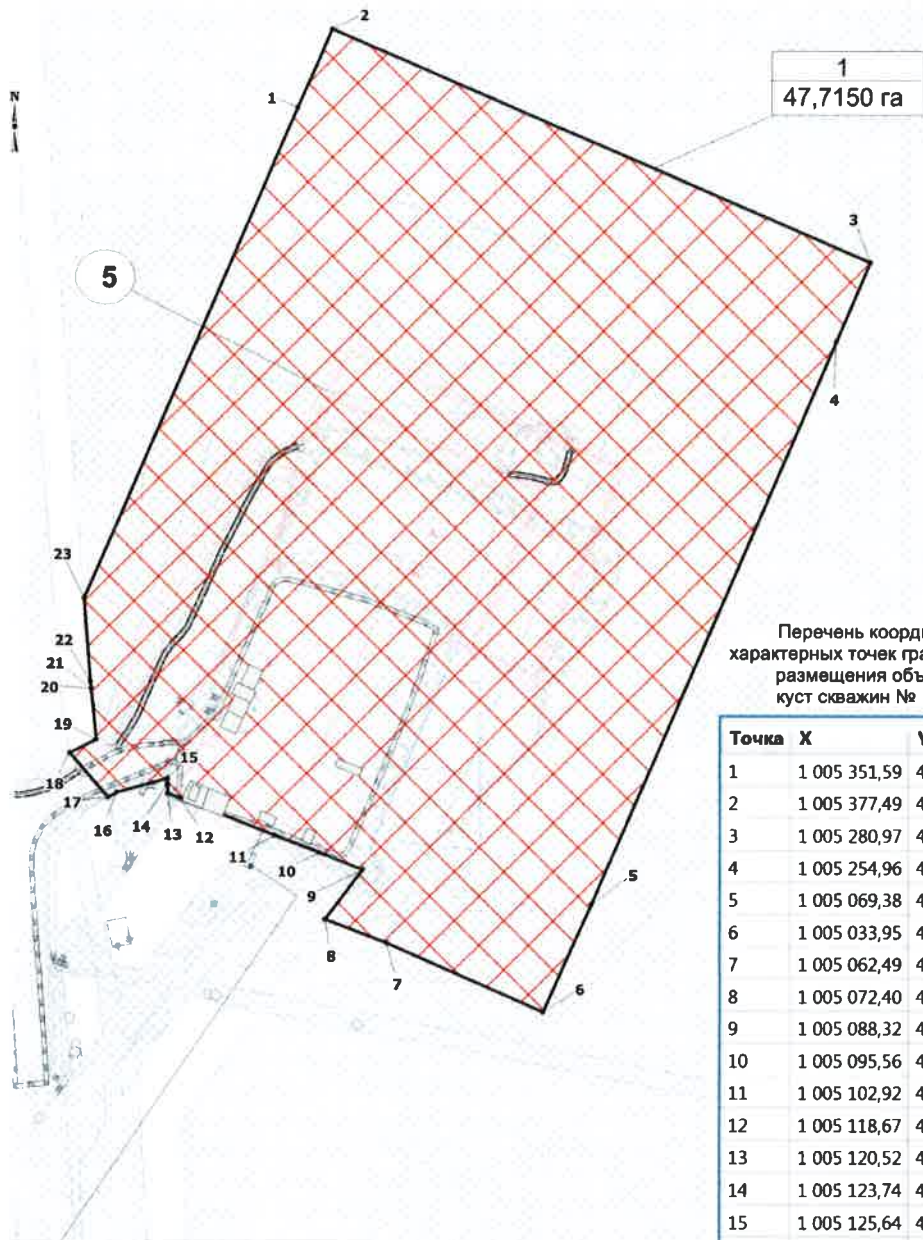 2
1
47,7150 га
1
N
3
5
4
23
22
21
20
19
18
15
17
16
14
13
12
11
10
9
5
8
7
6
Перечень
характерных точек
размещения
куст скважин №
Точка X
1 1 005 351,59
2 1 005 377,49
3 1 005 280,97
4 1 005 254,96
5 1 005 069,38
6 1 005 033,95
7 1 005 062,49
8 1 005 072,40
9 1 005 088,32
10 1 005 095,56
11 1 005 102,92
12 1 005 118,67
13 1 005 120,52
14 1 005 123,74
15 1 005 125,64